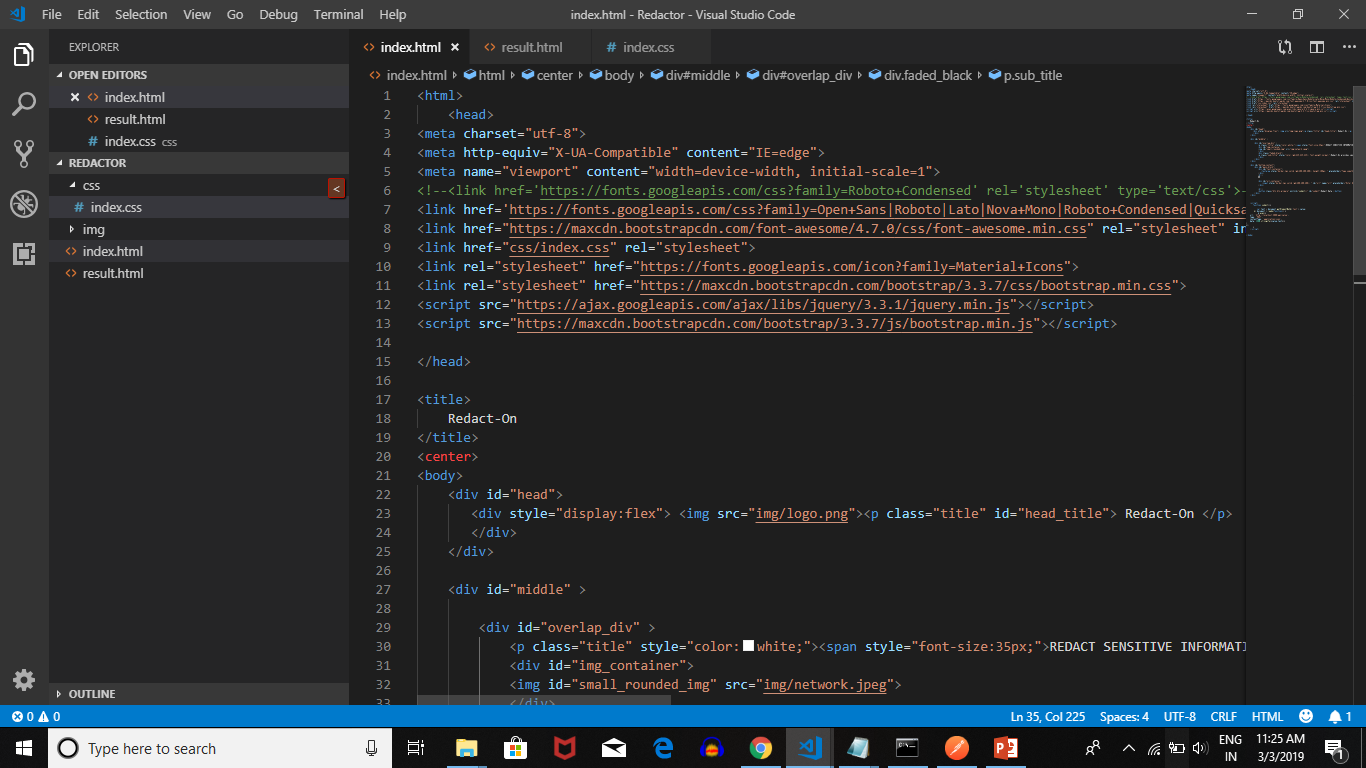 File Edit Selection View Go Debug Terminal Help index.html - Redactor - Visual Studio Code
EXPLORER
OPEN EDITORS
index.html
result.html
index.css css
REDACTOR
css
<
index.css
img
index.html
result.html
OUTLINE
index.html result.html # index.css
index.html html center body div#middle div#overlap_div div.faded_black p.sub_title
1 <html>
2 <head>
3 <meta charset="utf-8">
4 <meta http-equiv="X-UA-Compatible" content="IE=edge">
5 <meta name="viewport" content="width=device-width, initial-scale=1">
6 <!--<link href='https://fonts.googleapis.com/css?family=Roboto+Condensed' rel='stylesheet' type='text/css'>-
7 <link href='https://fonts.googleapis.com/css?family=Open+Sans|Roboto|Lato|Nova+Mono|Roboto+Condensed|Quicksa
8 <link href="https://maxcdn.bootstrapcdn.com/font-awesome/4.7.0/css/font-awesome.min.css" rel="stylesheet" in
9 <link href="css/index.css" rel="stylesheet">
10 <link rel="stylesheet" href="https://fonts.googleapis.com/icon?family=Material+Icons">
11 <link rel="stylesheet" href="https://maxcdn.bootstrapcdn.com/bootstrap/3.3.7/css/bootstrap.min.css">
12 <script src="https://ajax.googleapis.com/ajax/libs/jquery/3.3.1/jquery.min.js"></script>
13 <script src="https://maxcdn.bootstrapcdn.com/bootstrap/3.3.7/js/bootstrap.min.js"></script>
14
15 </head>
16
17 <title>
18 Redact-On
19 </title>
20 <center>
21 <body>
22 <div id="head">
23 <div style="display:flex"> <img src="img/logo.png"><p class="title" id="head_title"> Redact-On </p>
24 </div>
25 </div>
26
27 <div id="middle" >
28
29 <div id="overlap_div" >
30 <p class="title" style="color:white;"><span style="font-size:35px;">REDACT SENSITIVE INFORMATI
31 <div id="img_container">
32 <img id="small_rounded_img" src="img/network.jpeg">
33 </div>
0 0 Ln 35, Col 225 Spaces: 4 UTF-8 CRLF HTML 1
Type here to search
ENG
IN
11:25 AM
3/3/2019
1